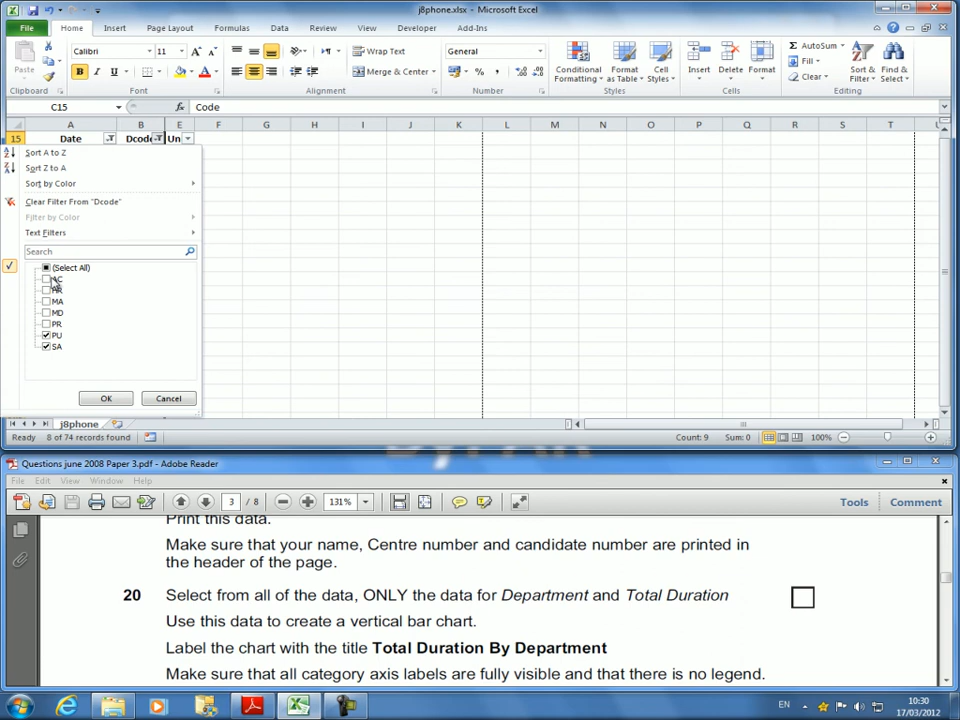 j8phone.xlsx - Microsoft Excel
File Home Insert Page Layout Formulas Data Review View Developer Add-Ins
Paste
Calibri 11
B I U
Wrap Text
Merge & Center
General
Conditional Formatting
Format as Table
Cell Styles
Insert Delete Format
AutoSum
Fill
Clear
Sort & Filter
Find & Select
Clipboard Font Alignment Number Styles Cells Editing
C15 fx Code
A B E F G H I J K L M N O P Q R S T
15 Date Dcode Un
Sort A to Z
Sort Z to A
Sort by Color
Clear Filter From "Dcode"
Filter by Color
Text Filters
Search
(Select All)
AC
HR
MA
MD
PR
PU
SA
OK Cancel
j8phone
Ready 8 of 74 records found Count: 9 Sum: 0 100%
Questions june 2008 Paper 3.pdf - Adobe Reader
File Edit View Window Help
3 / 8 131% Tools Comment
Print this data.
Make sure that your name, Centre number and candidate number are printed in
the header of the page.
20 Select from all of the data, ONLY the data for Department and Total Duration
Use this data to create a vertical bar chart.
Label the chart with the title Total Duration By Department
Make sure that all category axis labels are fully visible and that there is no legend.
EN 10:30
17/03/2012